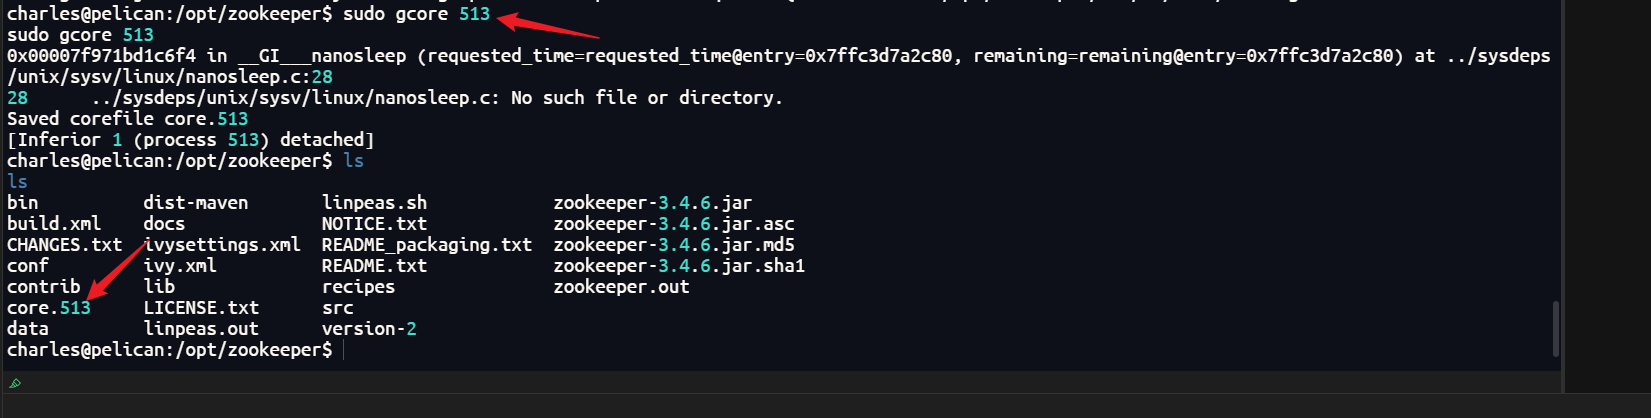 charles@pelican:/opt/zookeeper$ sudo gcore 513
sudo gcore 513
0x00007f971bd1c6f4 in __GI___nanosleep (requested_time=requested_time@entry=0x7ffc3d7a2c80, remaining=remaining@entry=0x7ffc3d7a2c80) at ../sysdeps
/unix/sysv/linux/nanosleep.c:28
28      ../sysdeps/unix/sysv/linux/nanosleep.c: No such file or directory.
Saved corefile core.513
[Inferior 1 (process 513) detached]
charles@pelican:/opt/zookeeper$ ls
ls
bin          dist-maven       linpeas.sh            zookeeper-3.4.6.jar
build.xml    docs             NOTICE.txt            zookeeper-3.4.6.jar.asc
CHANGES.txt  ivysettings.xml  README_packaging.txt  zookeeper-3.4.6.jar.md5
conf         ivy.xml          README.txt            zookeeper-3.4.6.jar.sha1
contrib      lib              recipes               zookeeper.out
core.513     LICENSE.txt      src
data         linpeas.out      version-2
charles@pelican:/opt/zookeeper$